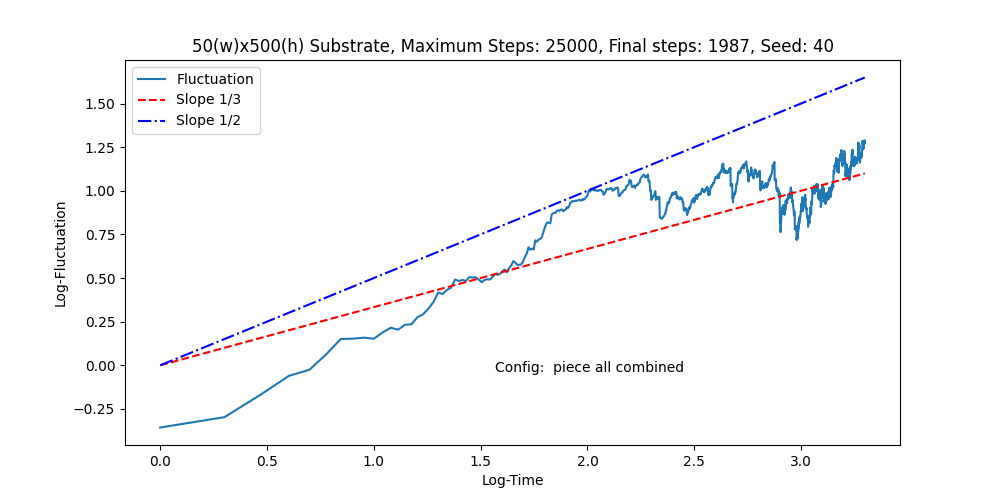 50(w)x500(h) Substrate, Maximum Steps: 25000, Final steps: 1987, Seed: 40
Fluctuation
Slope 1/3
Slope 1/2
1.50
1.25
1.00
0.75
0.50
0.25
0.00
−0.25
Log-Fluctuation
Config:  piece all combined
0.0 0.5 1.0 1.5 2.0 2.5 3.0
Log-Time